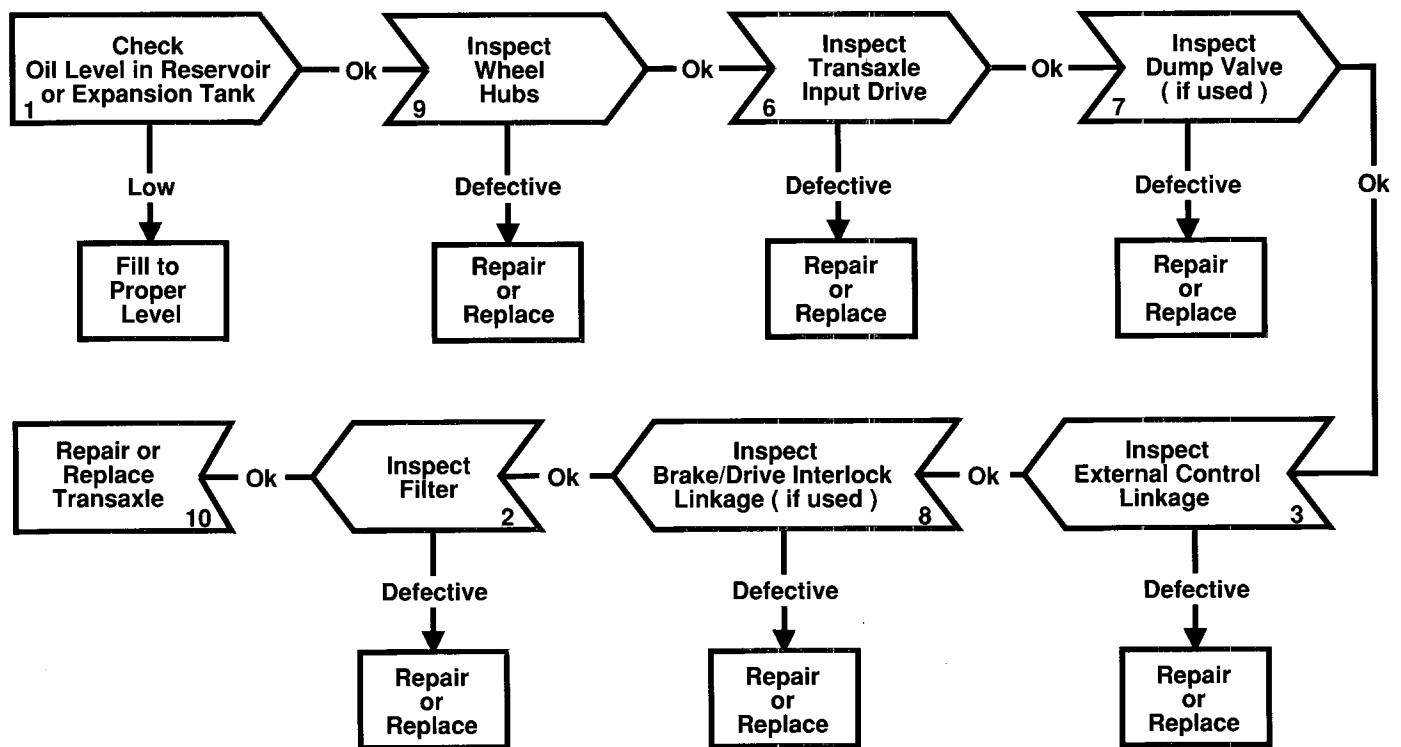 Check
Oil Level in Reservoir
or Expansion Tank
1
Ok
Inspect
Wheel
Hubs
9
Ok
Inspect
Transaxle
Input Drive
6
Ok
Inspect
Dump Valve
( if used )
7
Ok
Low
Defective
Defective
Defective
Fill to
Proper
Level
Repair
or
Replace
Repair
or
Replace
Repair
or
Replace
Inspect
External Control
Linkage
3
Ok
Inspect
Brake/Drive Interlock
Linkage ( if used )
8
Ok
Inspect
Filter
2
Ok
Repair or
Replace
Transaxle
10
Defective
Defective
Defective
Repair
or
Replace
Repair
or
Replace
Repair
or
Replace